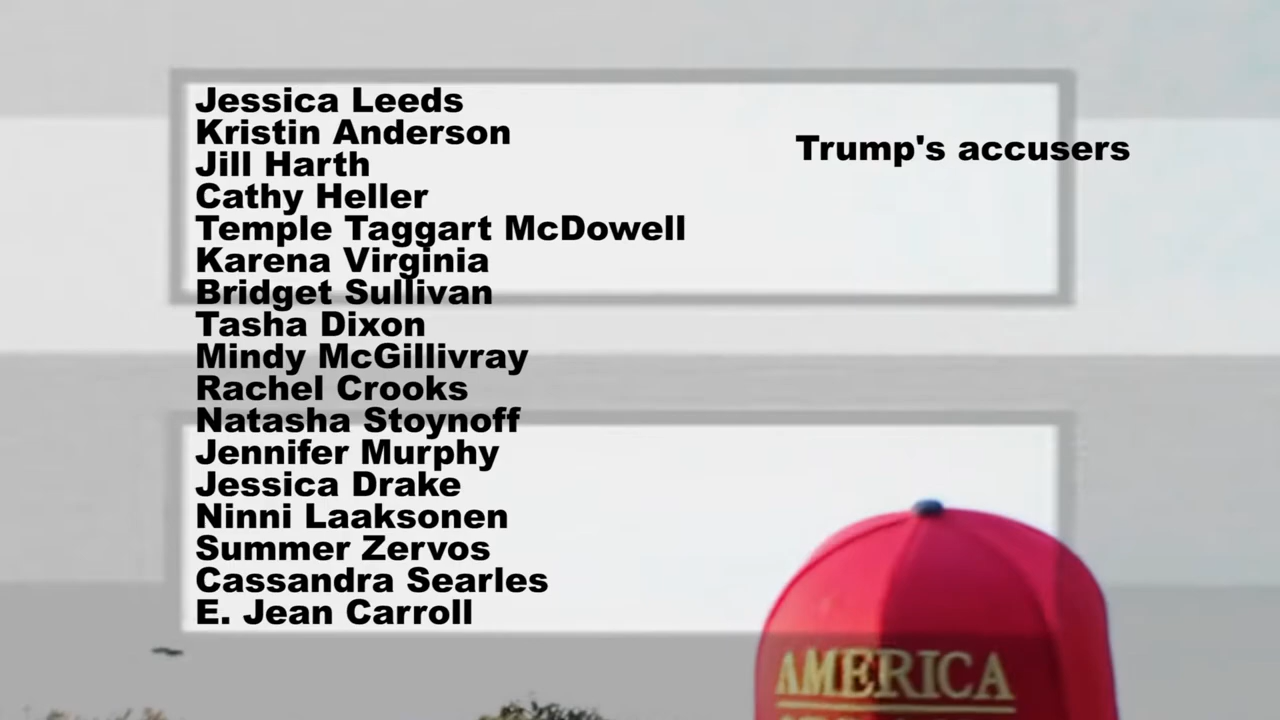 Jessica Leeds
Kristin Anderson
Trump's accusers
Jill Harth
Cathy Heller
Temple Taggart McDowell
Karena Virginia
Bridget Sullivan
Tasha Dixon
Mindy McGillivray
Rachel Crooks
Natasha Stoynoff
Jennifer Murphy
Jessica Drake
Ninni Laaksonen
Summer Zervos
Cassandra Searles
E. Jean Carroll
AMERICA